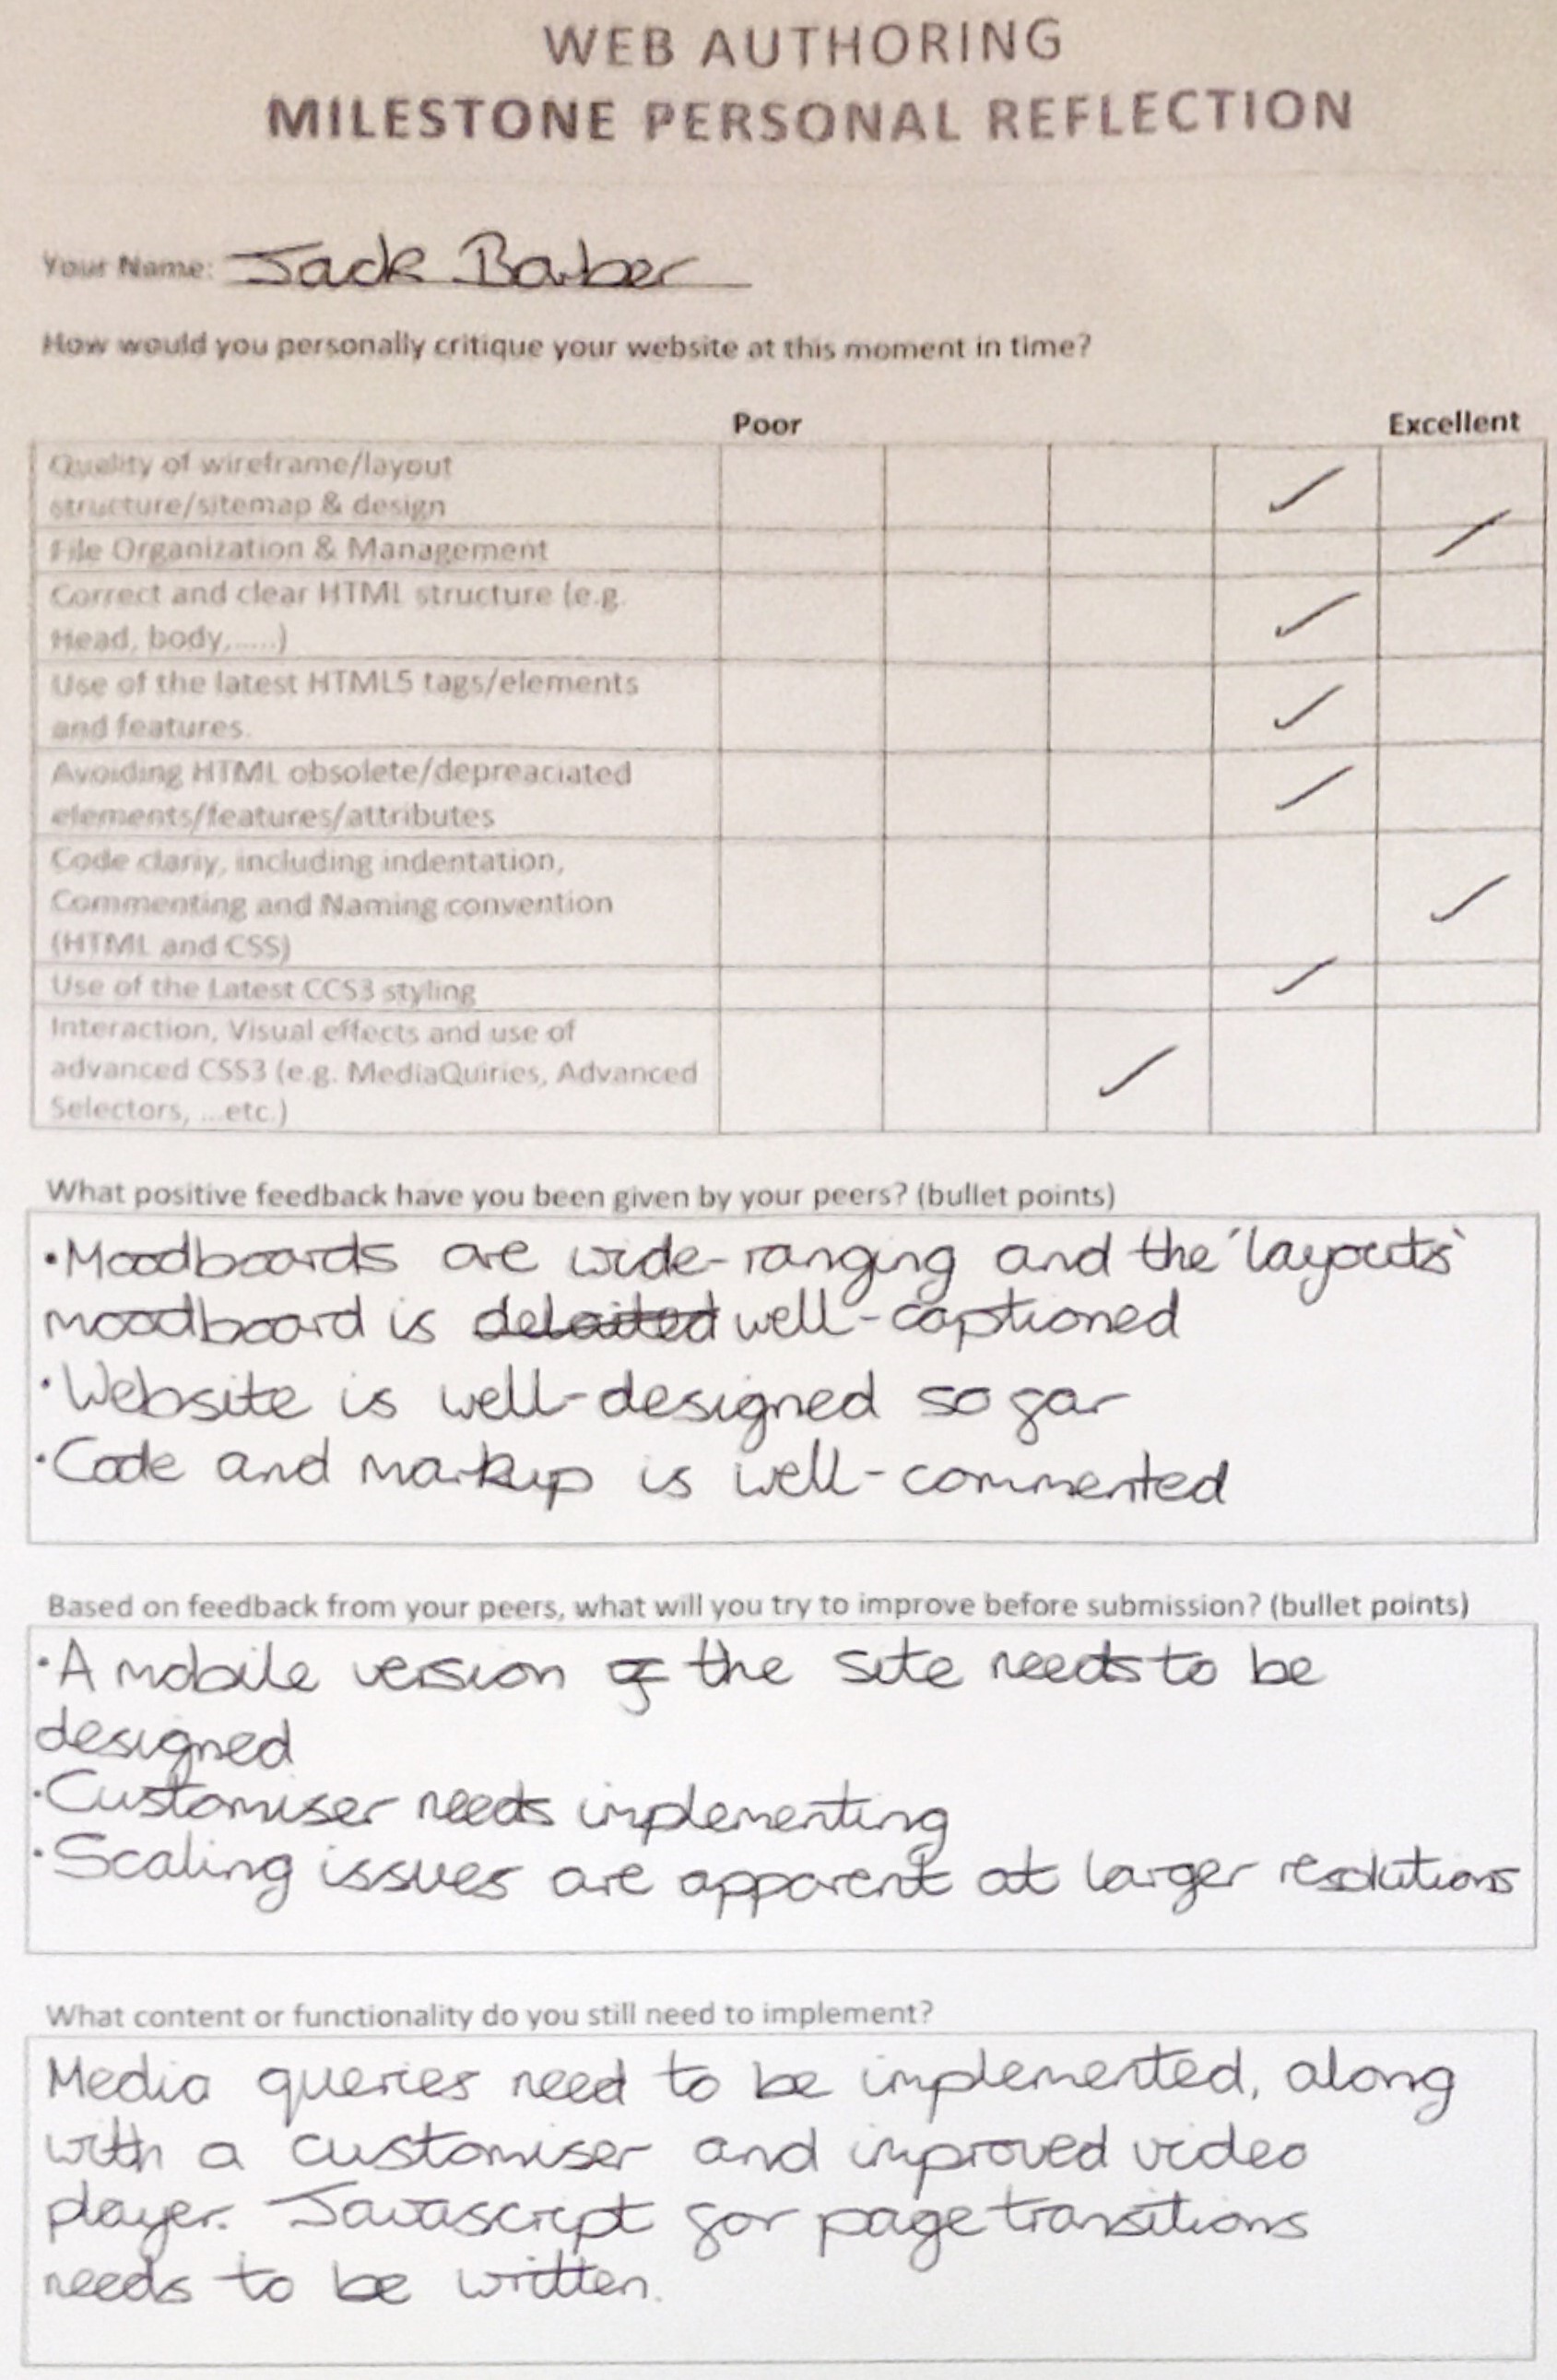 WEB AUTHORING
MILESTONE PERSONAL REFLECTION
Your Name: Jack Barber
How would you personally critique your website at this moment in time?
Poor Excellent
Quality of wireframe/layout
structure/sitemap & design ✓
File Organization & Management ✓
Correct and clear HTML structure (e.g.
Head, body,.....) ✓
Use of the latest HTML5 tags/elements
and features. ✓
Avoiding HTML obsolete/depreaciated
elements/features/attributes ✓
Code clariy, including indentation,
Commenting and Naming convention ✓
(HTML and CSS)
Use of the Latest CCS3 styling ✓
Interaction, Visual effects and use of
advanced CSS3 (e.g. MediaQuiries, Advanced ✓
Selectors, ...etc.)
What positive feedback have you been given by your peers? (bullet points)
•Moodboards are wide-ranging and the 'layouts'
moodboard is well-captioned
•Website is well-designed so far
•Code and markup is well-commented
Based on feedback from your peers, what will you try to improve before submission? (bullet points)
•A mobile version of the site needs to be
designed
•Customiser needs implementing
•Scaling issues are apparent at larger resolutions
What content or functionality do you still need to implement?
Media queries need to be implemented, along
with a customiser and improved video
player. Javascript for page transitions
needs to be written.